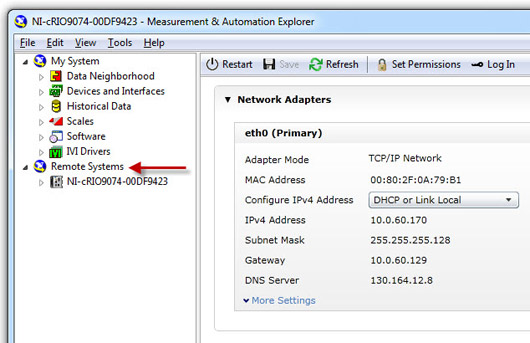 NI-cRIO9074-00DF9423 - Measurement & Automation Explorer
File Edit View Tools Help
My System
Data Neighborhood
Devices and Interfaces
Historical Data
Scales
Software
IVI Drivers
Remote Systems
NI-cRIO9074-00DF9423
Restart Save Refresh Set Permissions Log In
Network Adapters
eth0 (Primary)
Adapter Mode TCP/IP Network
MAC Address 00:80:2F:0A:79:B1
Configure IPv4 Address DHCP or Link Local
IPv4 Address 10.0.60.170
Subnet Mask 255.255.255.128
Gateway 10.0.60.129
DNS Server 130.164.12.8
More Settings